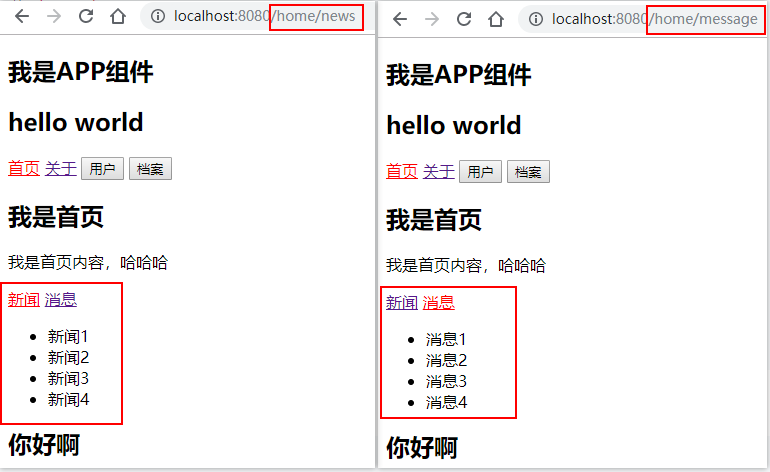 localhost:8080/home/news
我是APP组件
hello world
首页 关于 用户 档案
我是首页
我是首页内容，哈哈哈
新闻 消息
新闻1
新闻2
新闻3
新闻4
你好啊
localhost:8080/home/message
我是APP组件
hello world
首页 关于 用户 档案
我是首页
我是首页内容，哈哈哈
新闻 消息
消息1
消息2
消息3
消息4
你好啊